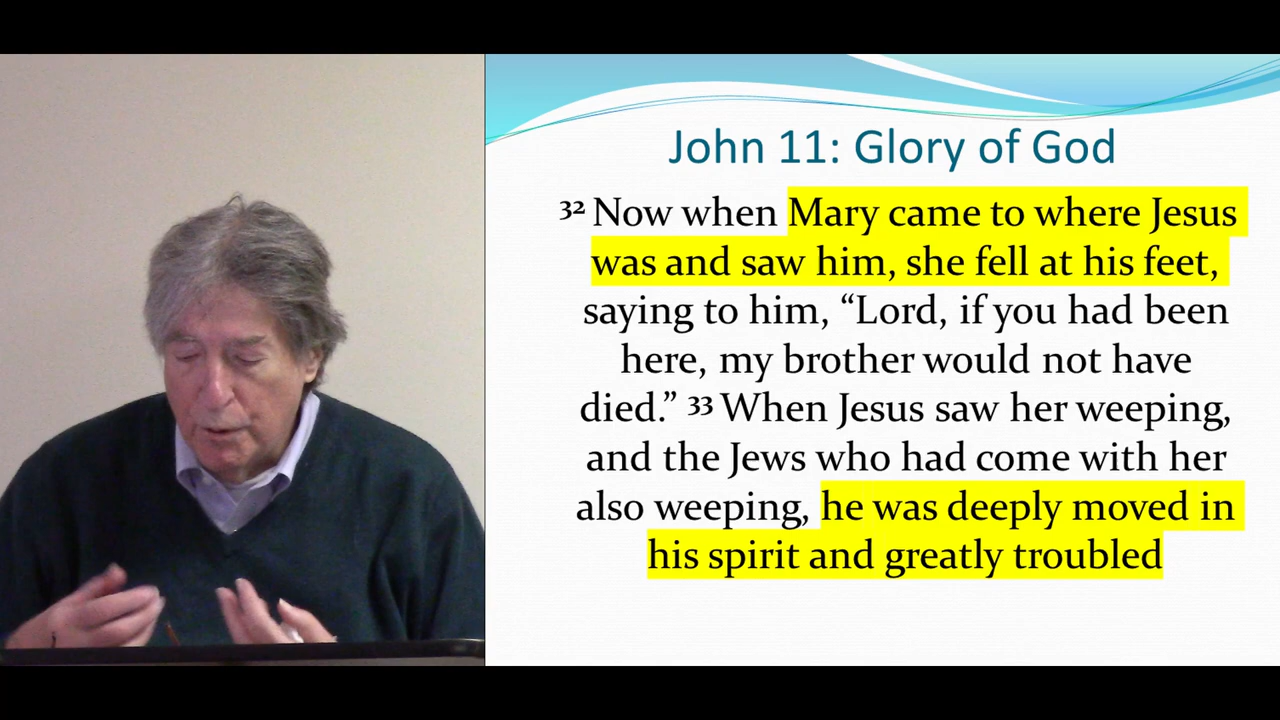 John 11: Glory of God
³² Now when Mary came to where Jesus
was and saw him, she fell at his feet,
saying to him, “Lord, if you had been
here, my brother would not have
died.” ³³ When Jesus saw her weeping,
and the Jews who had come with her
also weeping, he was deeply moved in
his spirit and greatly troubled